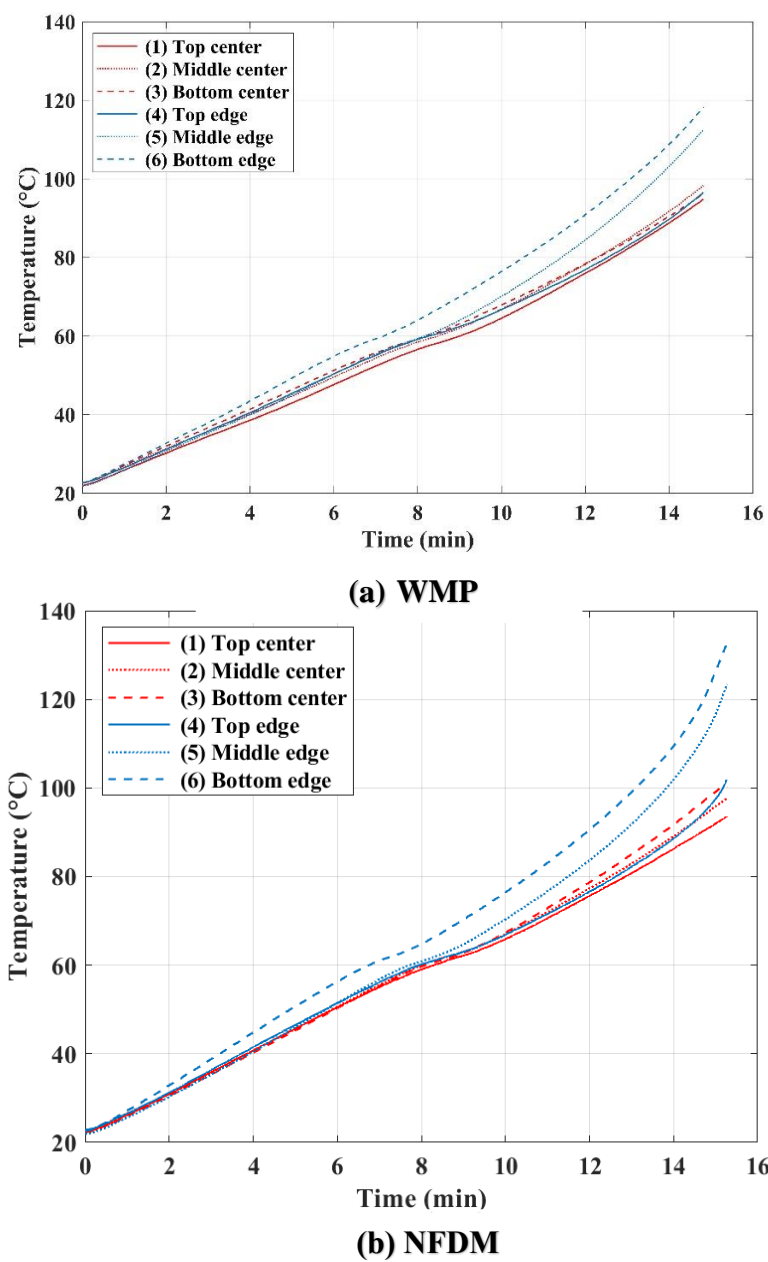 140
120
100
80
60
40
20
Temperature (°C)
(1) Top center
(2) Middle center
(3) Bottom center
(4) Top edge
(5) Middle edge
(6) Bottom edge
0 2 4 6 8 10 12 14 16
Time (min)
(a) WMP
140
120
100
80
60
40
20
Temperature (°C)
(1) Top center
(2) Middle center
(3) Bottom center
(4) Top edge
(5) Middle edge
(6) Bottom edge
0 2 4 6 8 10 12 14 16
Time (min)
(b) NFDM